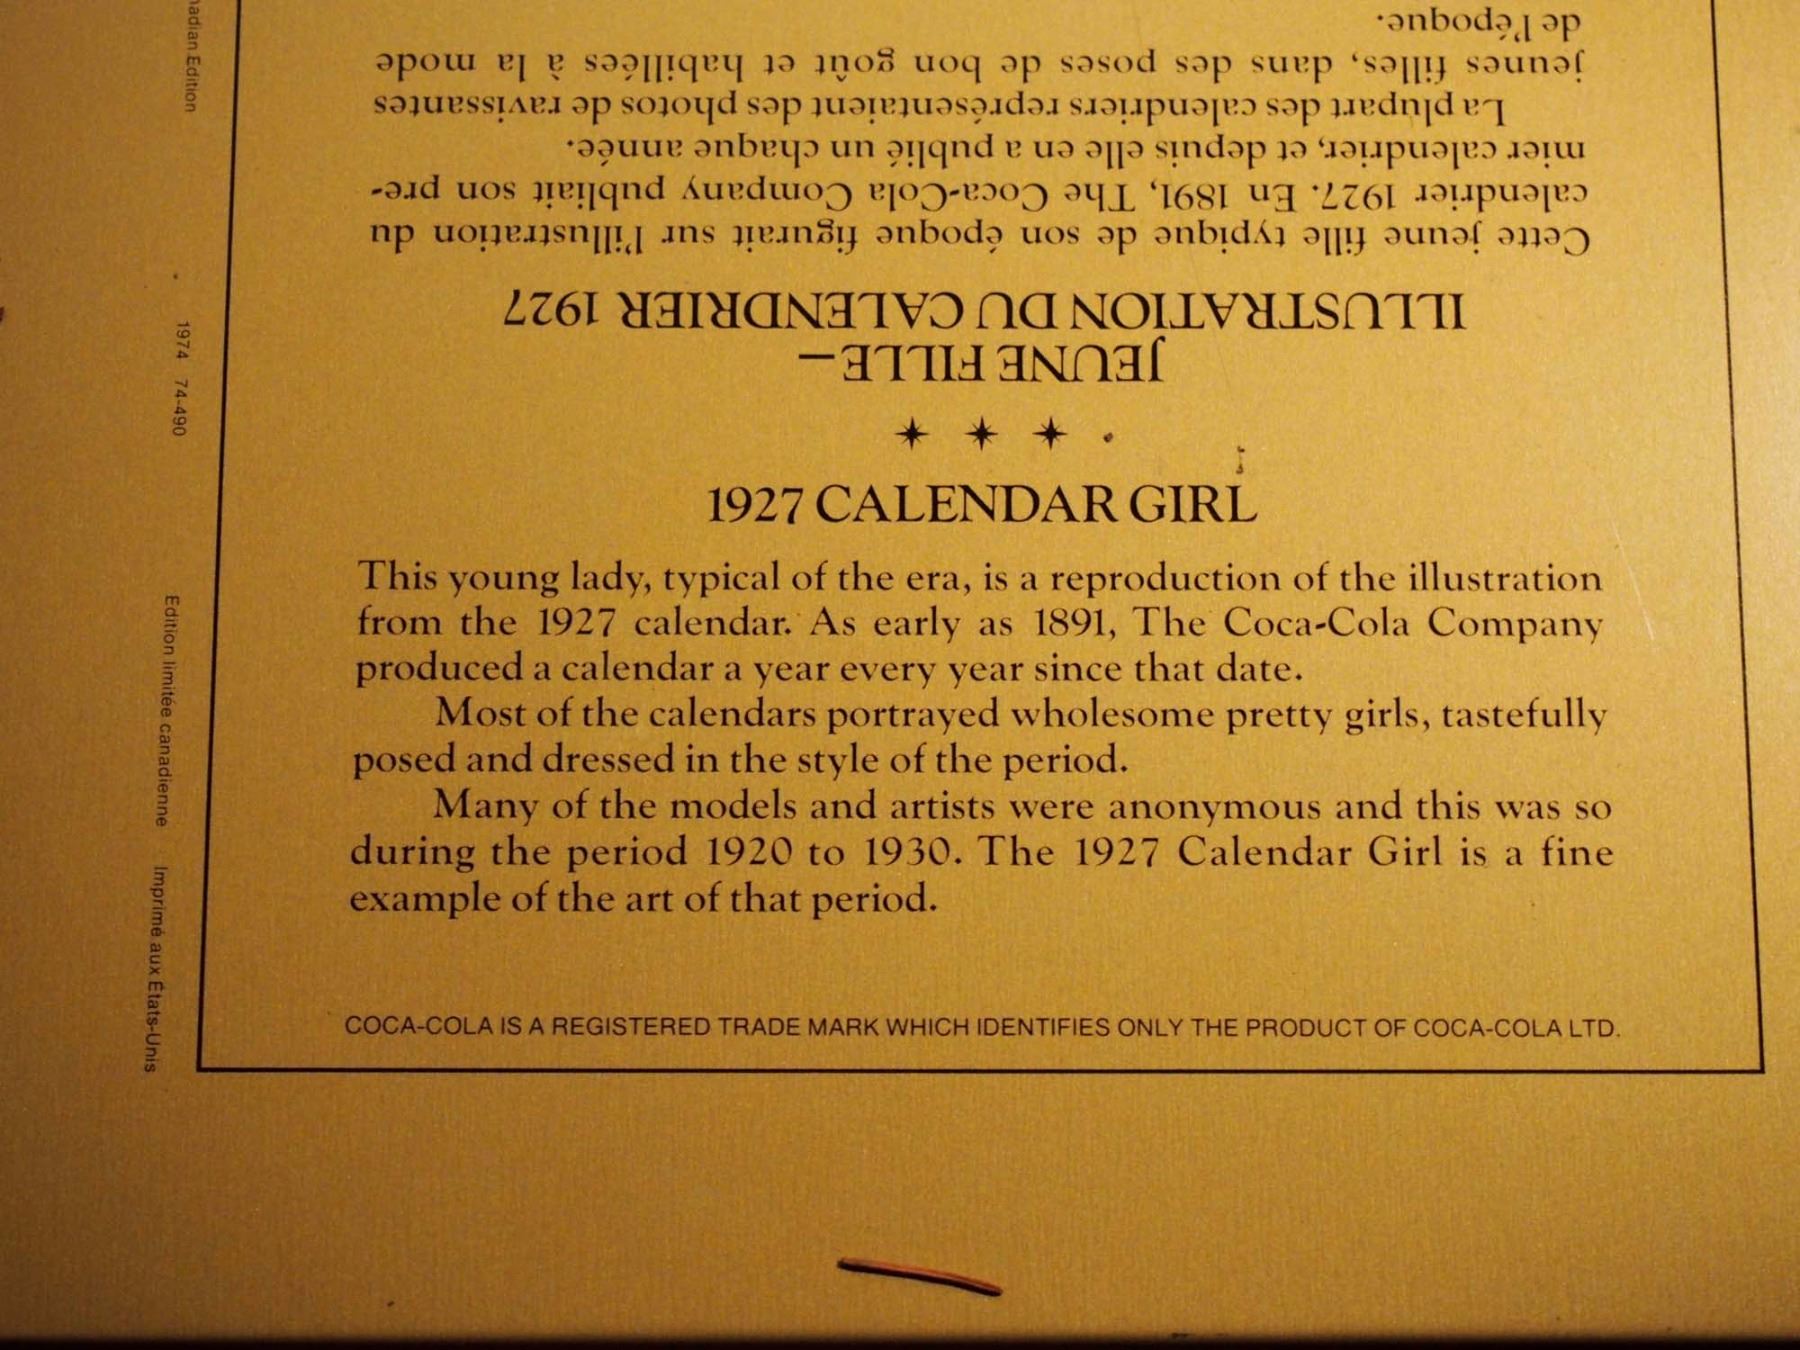 1927 CALENDAR GIRL
This young lady, typical of the era, is a reproduction of the illustration
from the 1927 calendar. As early as 1891, The Coca-Cola Company
produced a calendar a year every year since that date.
Most of the calendars portrayed wholesome pretty girls, tastefully
posed and dressed in the style of the period.
Many of the models and artists were anonymous and this was so
during the period 1920 to 1930. The 1927 Calendar Girl is a fine
example of the art of that period.
COCA-COLA IS A REGISTERED TRADE MARK WHICH IDENTIFIES ONLY THE PRODUCT OF COCA-COLA LTD.
JEUNE FILLE—
ILLUSTRATION DU CALENDRIER 1927
Cette jeune fille typique de son époque figurait sur l'illustration du
calendrier 1927. En 1891, The Coca-Cola Company publiait son pre-
mier calendrier, et depuis elle en a publié un chaque année.
La plupart des calendriers représentaient des photos de ravissantes
jeunes filles, dans des poses de bon goût et habillées à la mode
de l'époque.
Edition 1974 74-490
Edition limitée canadienne Imprimé aux États-Unis